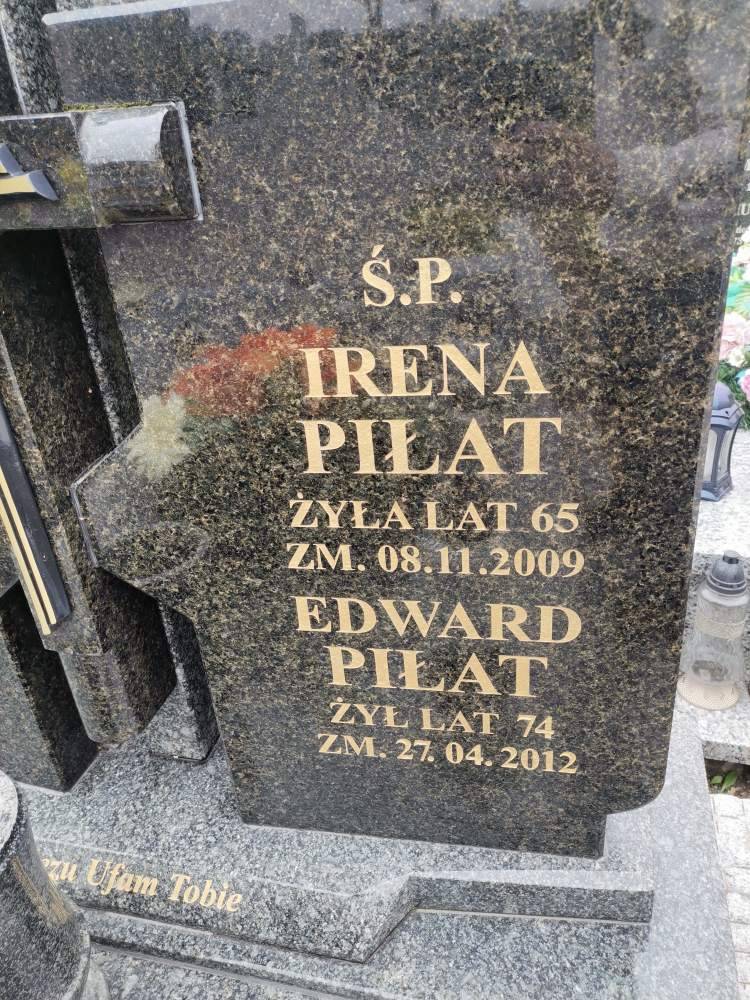 Ś.P.
IRENA
PIŁAT
ŻYŁA LAT 65
ZM. 08.11.2009
EDWARD
PIŁAT
ŻYŁ LAT 74
ZM. 27. 04. 2012
Ufam Tobie